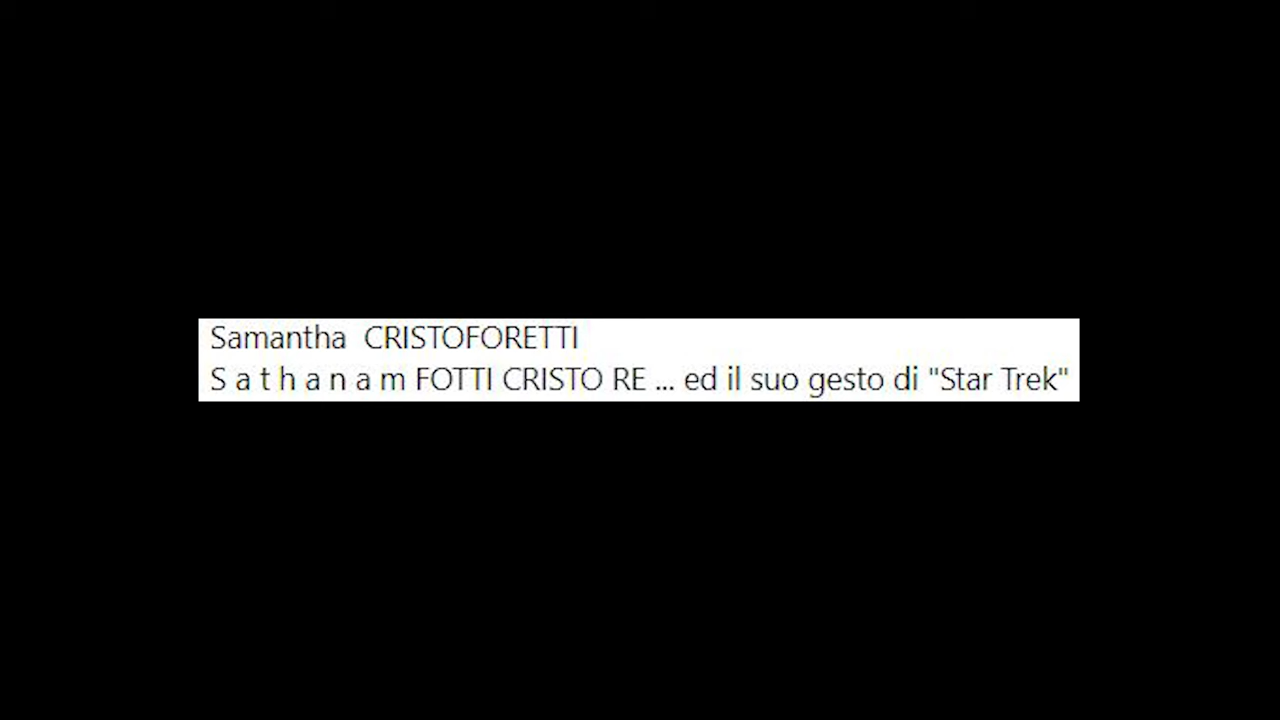 Samantha  CRISTOFORETTI
S a t h a n a m FOTTI CRISTO RE ... ed il suo gesto di "Star Trek"